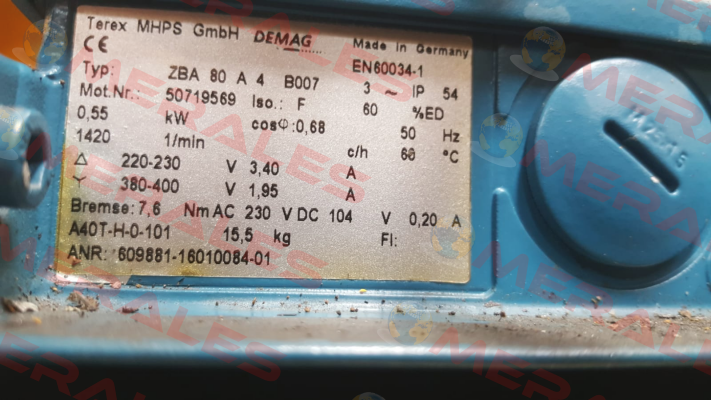 Terex MHPS GmbH DEMAG Made in Germany
CE EN60034-1
Typ: ZBA 80 A 4 B007 3 ~ IP 54
Mot.Nr.: 50719569 Iso.: F 60 %ED
0,55 kW cosφ:0,68 50 Hz
1420 1/min c/h 60 °C
△ 220-230 V 3,40 A
Y 380-400 V 1,95 A
Bremse: 7,6 Nm AC 230 V DC 104 V 0,20 A
A40T-H-0-101 15,5 kg FI:
ANR: 609881-16010084-01
MERALES